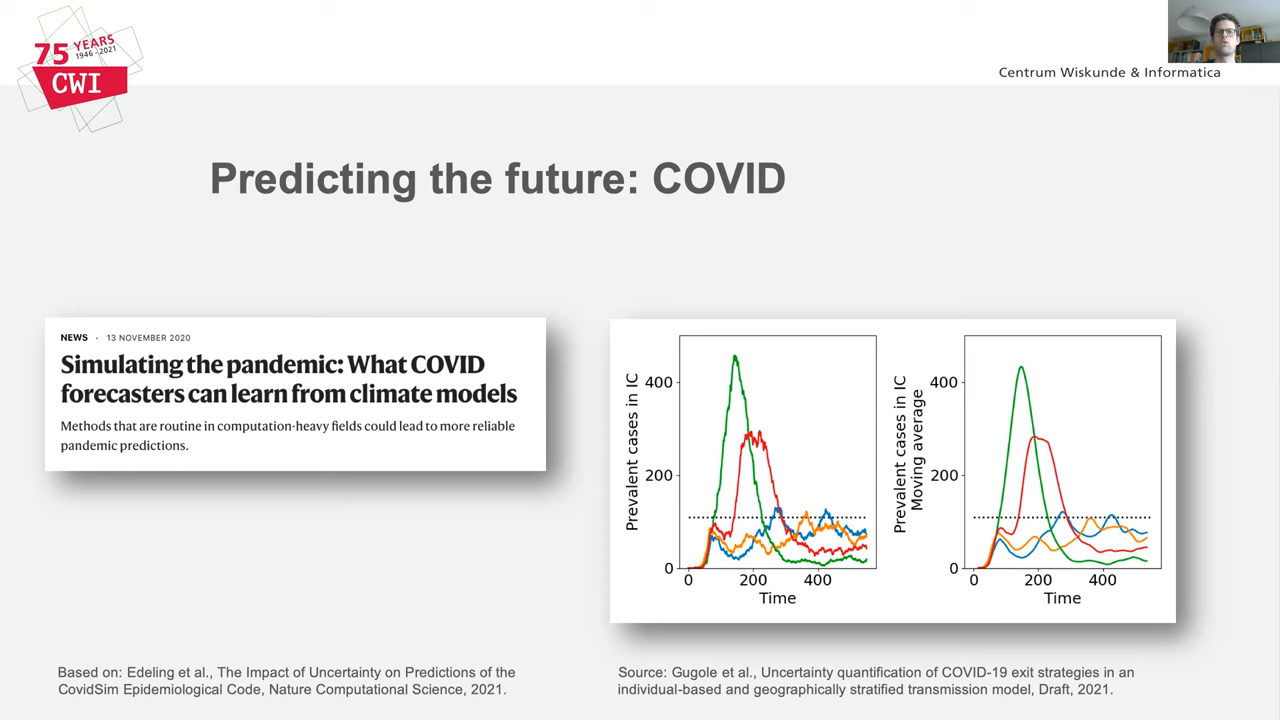 75 YEARS
1946 - 2021
CWI
Centrum Wiskunde & Informatica
Predicting the future: COVID
NEWS · 13 NOVEMBER 2020
Simulating the pandemic: What COVID
forecasters can learn from climate models
Methods that are routine in computation-heavy fields could lead to more reliable
pandemic predictions.
Prevalent cases in IC
400
200
0
0 200 400
Time
Prevalent cases in IC
Moving average
400
200
0
0 200 400
Time
Based on: Edeling et al., The Impact of Uncertainty on Predictions of the
CovidSim Epidemiological Code, Nature Computational Science, 2021.
Source: Gugole et al., Uncertainty quantification of COVID-19 exit strategies in an
individual-based and geographically stratified transmission model, Draft, 2021.